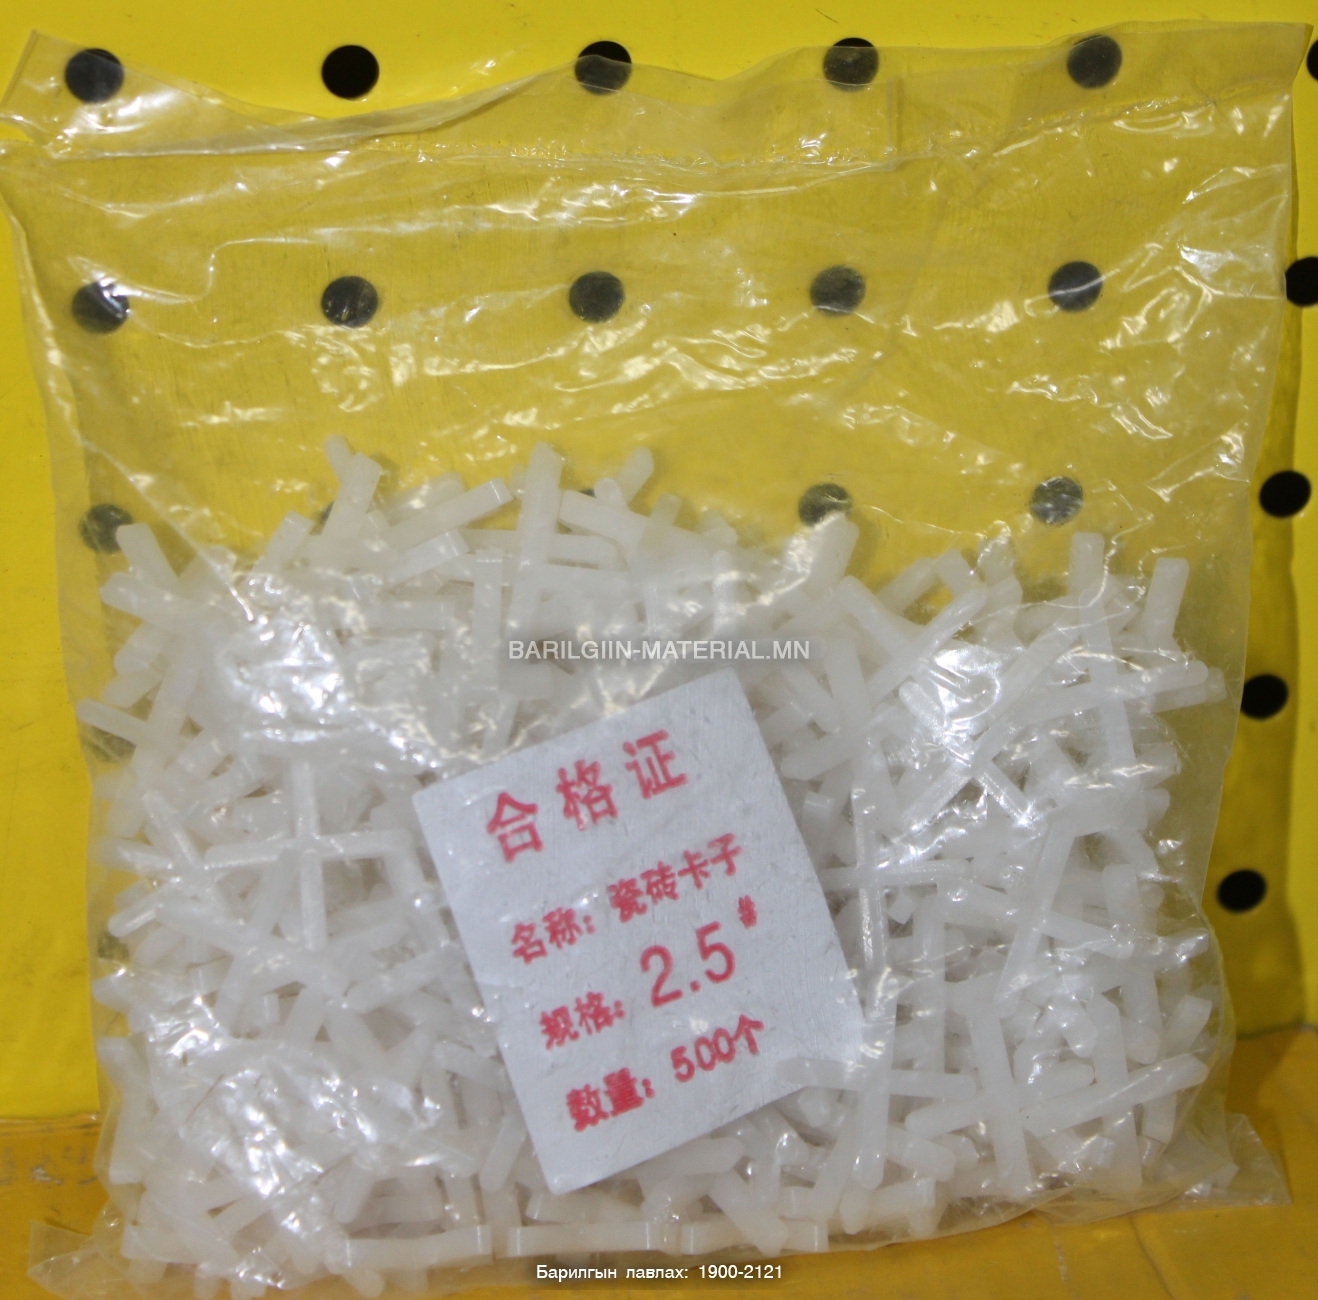 BARILGIIN-MATERIAL.MN
合格证
名称: 瓷砖卡子
规格: 2.5#
数量: 500个
Барилгын лавлах: 1900-2121